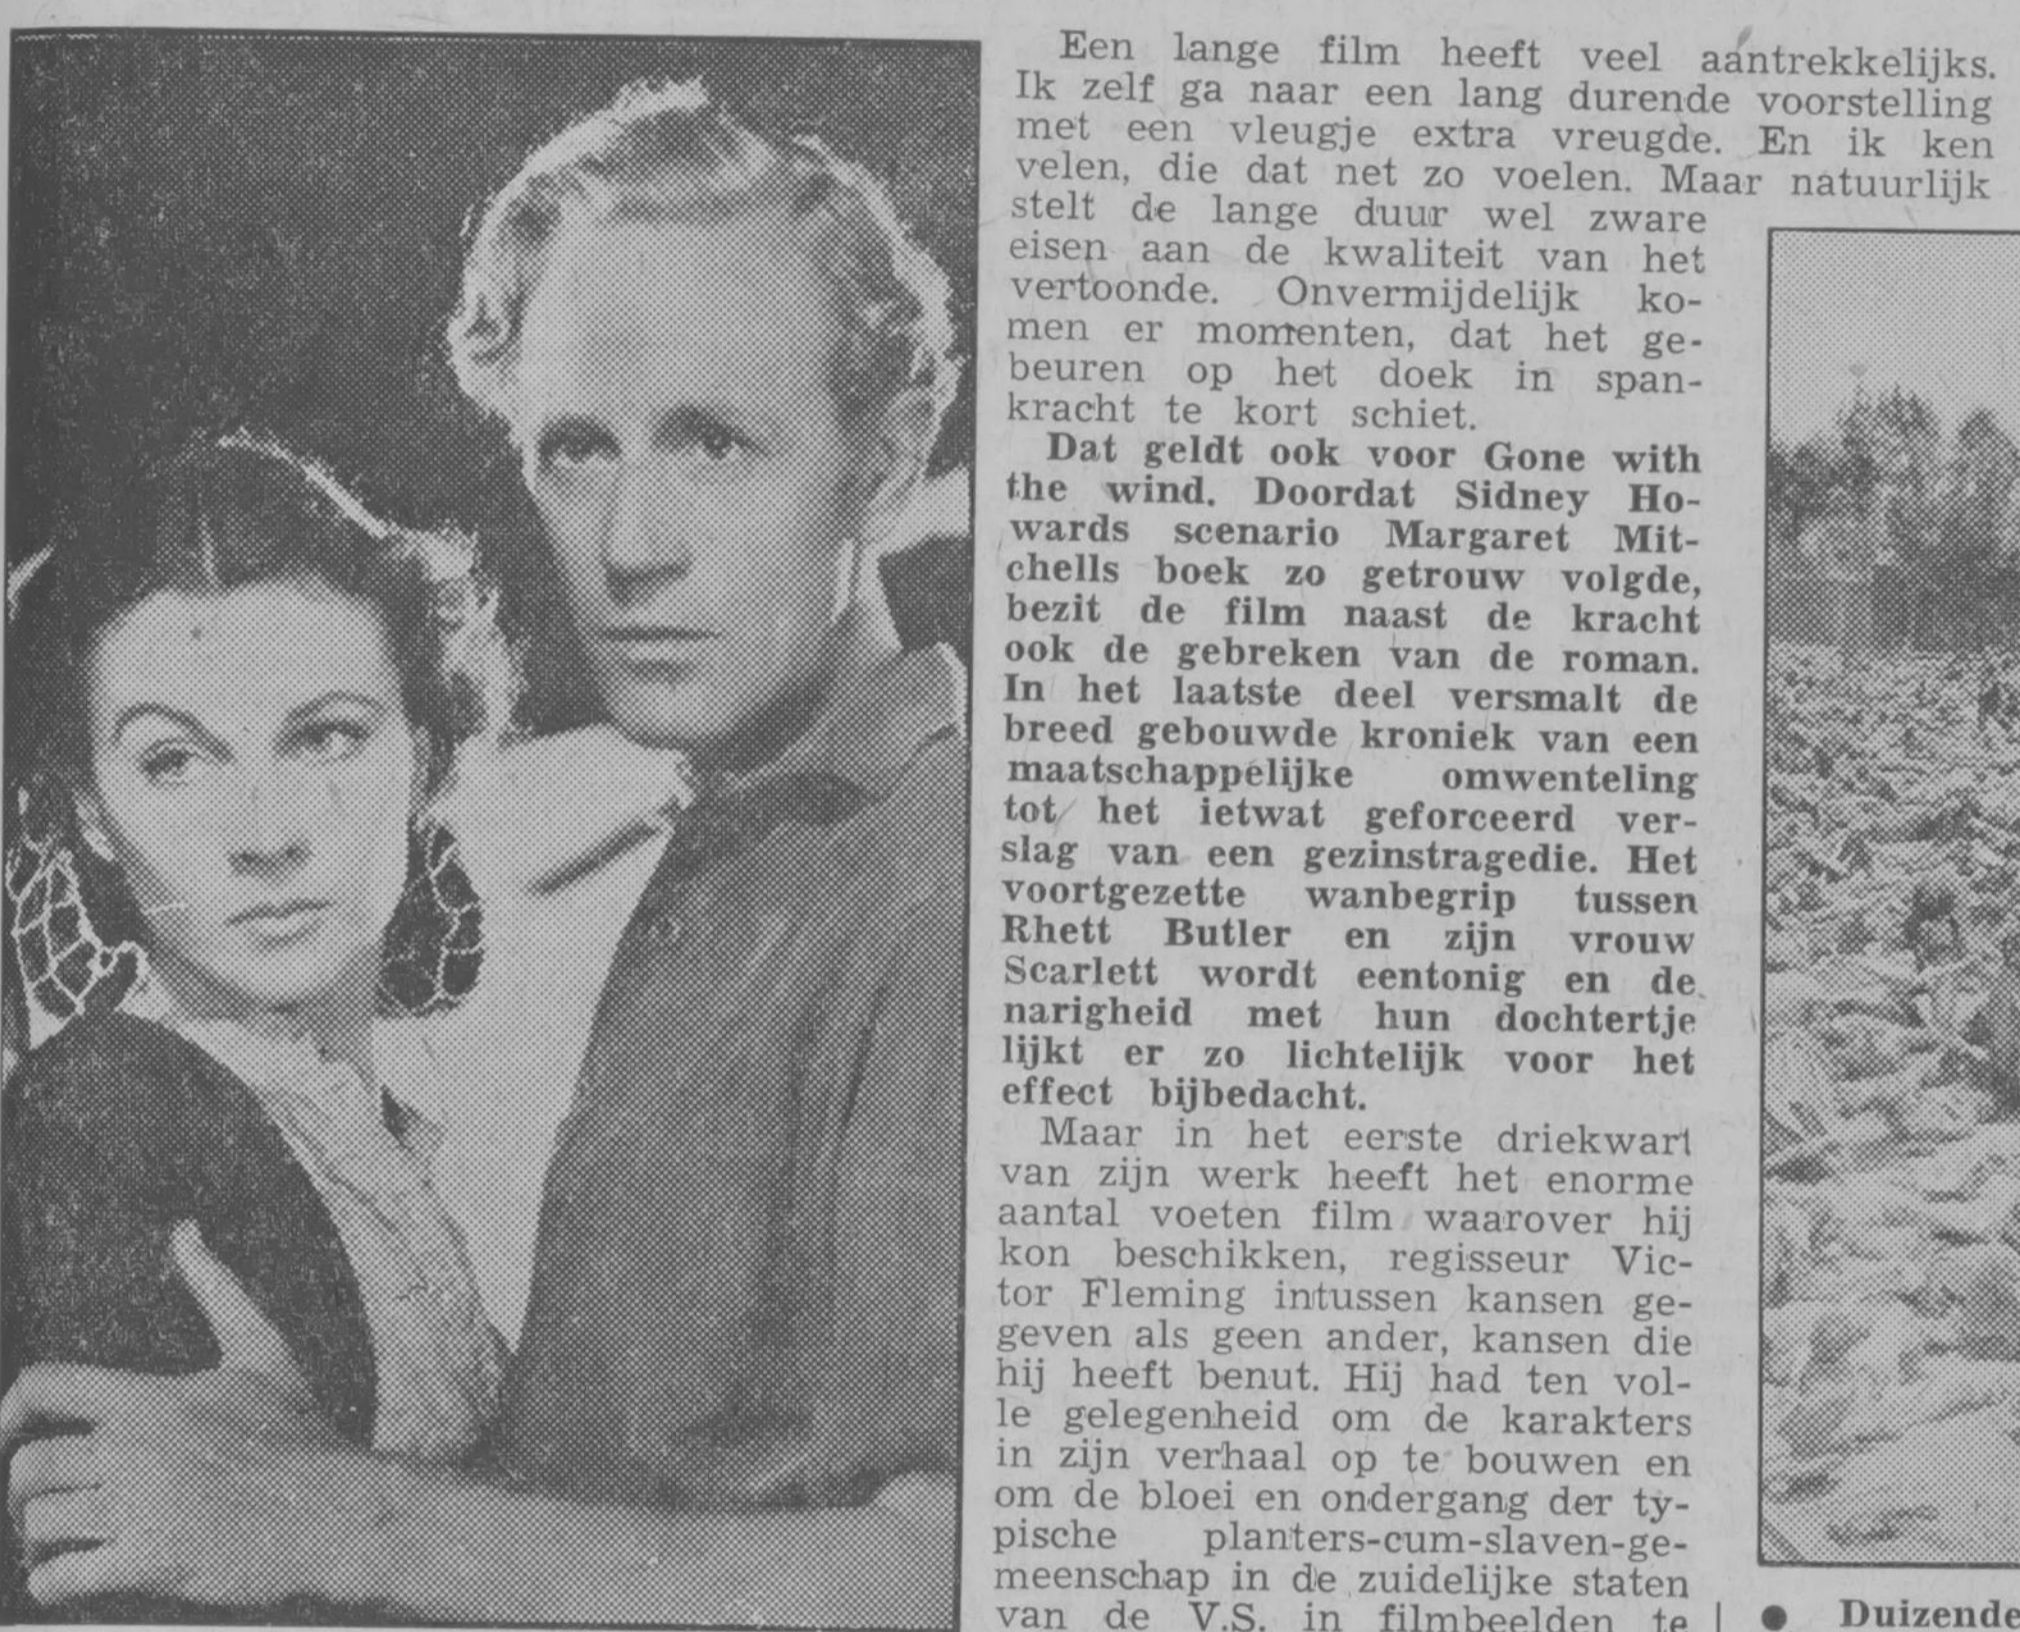 Een lange film heeft veel aantrekkelijks.
Ik zelf ga naar een lang durende voorstelling
met een vleugje extra vreugde. En ik ken
velen, die dat net zo voelen. Maar natuurlijk
stelt de lange duur wel zware
eisen aan de kwaliteit van het
vertoonde. Onvermijdelijk ko-
men er momenten, dat het ge-
beuren op het doek in span-
kracht te kort schiet.
Dat geldt ook voor Gone with
the wind. Doordat Sidney Ho-
wards scenario Margaret Mit-
chells boek zo getrouw volgde,
bezit de film naast de kracht
ook de gebreken van de roman.
In het laatste deel versmalt de
breed gebouwde kroniek van een
maatschappelijke omwenteling
tot het ietwat geforceerd ver-
slag van een gezinstragedie. Het
voortgezette wanbegrip tussen
Rhett Butler en zijn vrouw
Scarlett wordt eentonig en de
narigheid met hun dochtertje
lijkt er zo lichtelijk voor het
effect bijbedacht.
Maar in het eerste driekwart
van zijn werk heeft het enorme
aantal voeten film waarover hij
kon beschikken, regisseur Vic-
tor Fleming intussen kansen ge-
geven als geen ander, kansen die
hij heeft benut. Hij had ten vol-
le gelegenheid om de karakters
in zijn verhaal op te bouwen en
om de bloei en ondergang der ty-
pische planters-cum-slaven-ge-
meenschap in de zuidelijke staten
van de V.S. in filmbeelden te
● Duizende